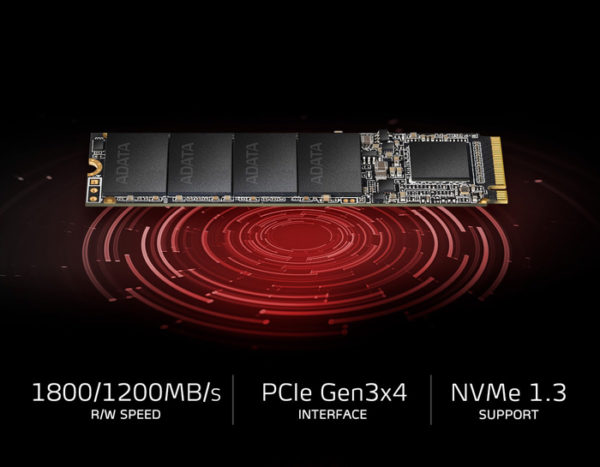 ADATA
ADATA
ADATA
ADATA
1800/1200MB/s
R/W SPEED
PCIe Gen3x4
INTERFACE
NVMe 1.3
SUPPORT